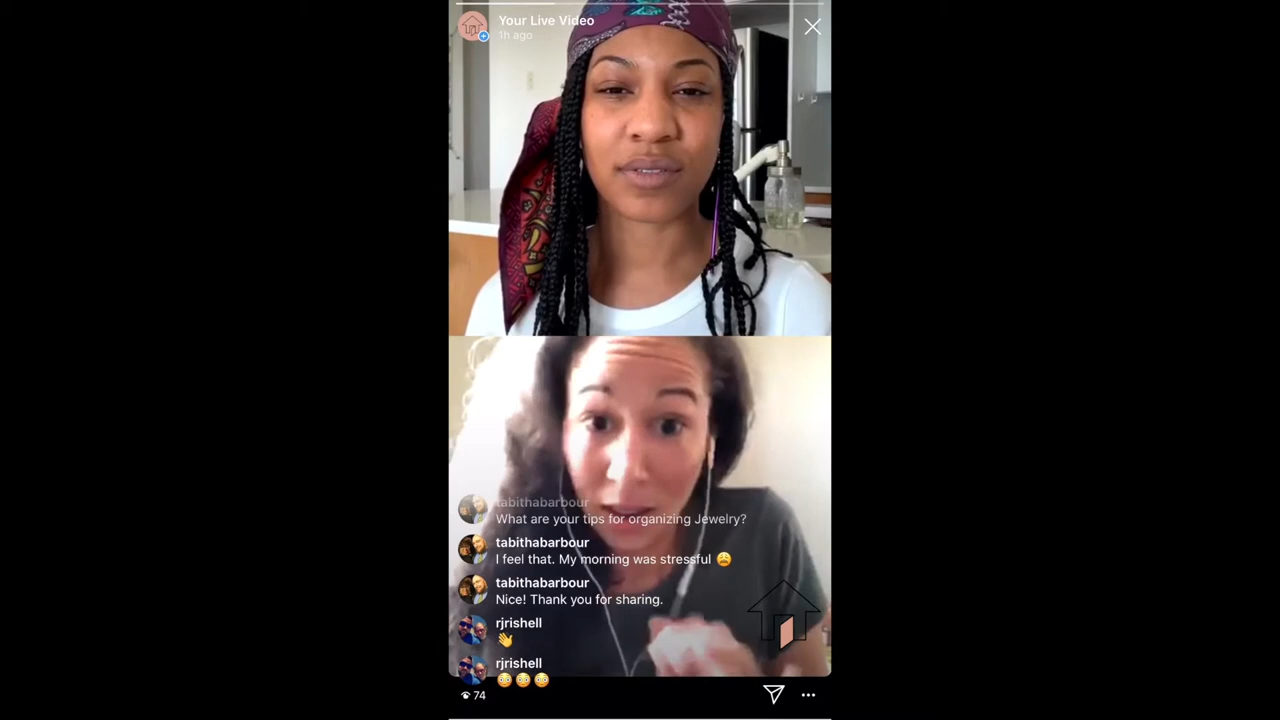 Your Live Video
1h ago
tabithabarbour
What are your tips for organizing Jewelry?
tabithabarbour
I feel that. My morning was stressful 😩
tabithabarbour
Nice! Thank you for sharing.
rjrishell
👋
rjrishell
😳😳😳
74